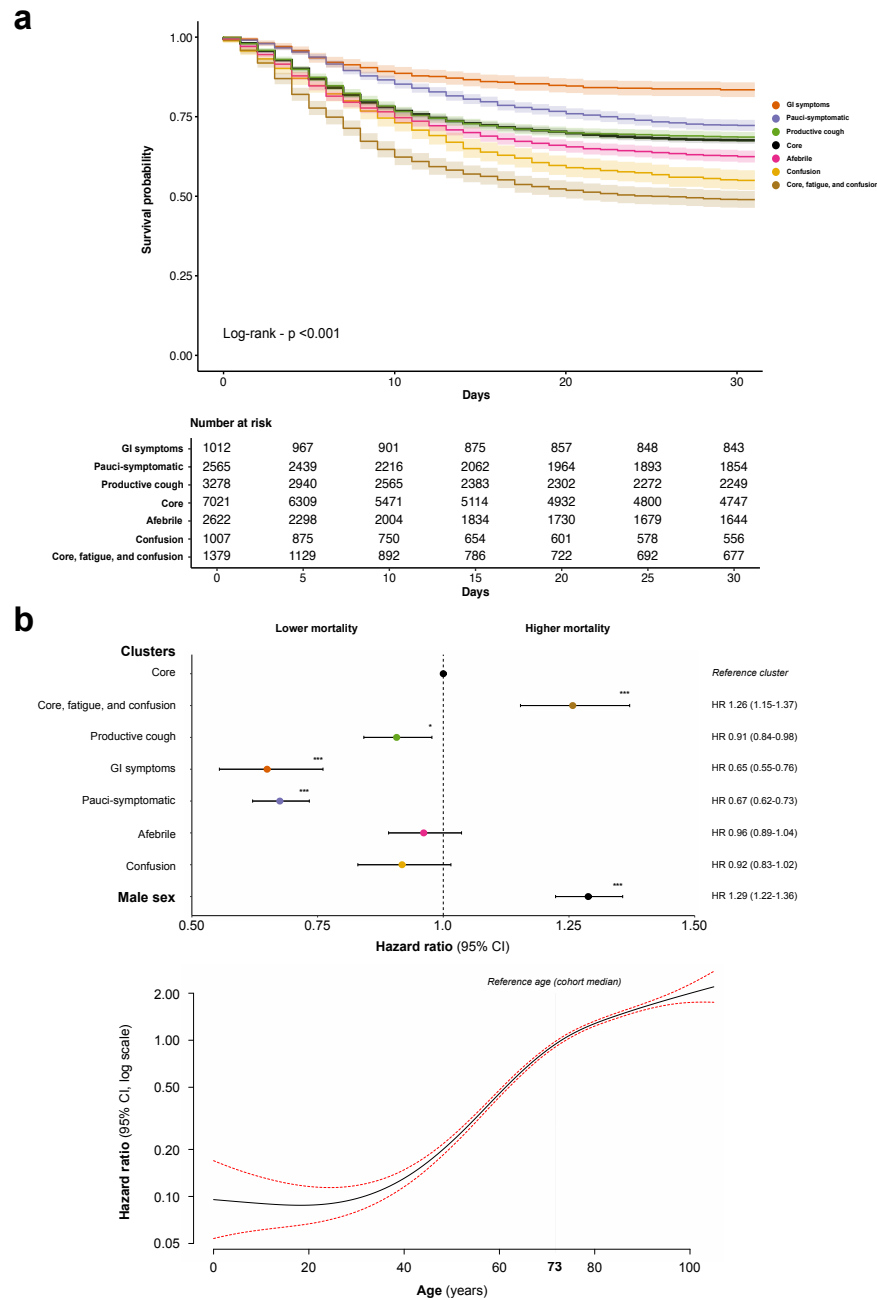 a
1.00
0.75
0.50
0.25
0.00
Survival probability
Log-rank - p <0.001
0 10 20 30
Days
GI symptoms
Pauci-symptomatic
Productive cough
Core
Afebrile
Confusion
Core, fatigue, and confusion
Number at risk
GI symptoms 1012 967 901 875 857 848 843
Pauci-symptomatic 2565 2439 2216 2062 1964 1893 1854
Productive cough 3278 2940 2565 2383 2302 2272 2249
Core 7021 6309 5471 5114 4932 4800 4747
Afebrile 2622 2298 2004 1834 1730 1679 1644
Confusion 1007 875 750 654 601 578 556
Core, fatigue, and confusion 1379 1129 892 786 722 692 677
0 5 10 15 20 25 30
Days
b
Lower mortality Higher mortality
Clusters
Core Reference cluster
Core, fatigue, and confusion *** HR 1.26 (1.15-1.37)
Productive cough * HR 0.91 (0.84-0.98)
GI symptoms *** HR 0.65 (0.55-0.76)
Pauci-symptomatic *** HR 0.67 (0.62-0.73)
Afebrile HR 0.96 (0.89-1.04)
Confusion HR 0.92 (0.83-1.02)
Male sex *** HR 1.29 (1.22-1.36)
0.50 0.75 1.0 1.25 1.50
Hazard ratio (95% CI)
Reference age (cohort median)
2.00
1.00
0.50
0.20
0.10
0.05
Hazard ratio (95% CI, log scale)
0 20 40 60 73 80 100
Age (years)